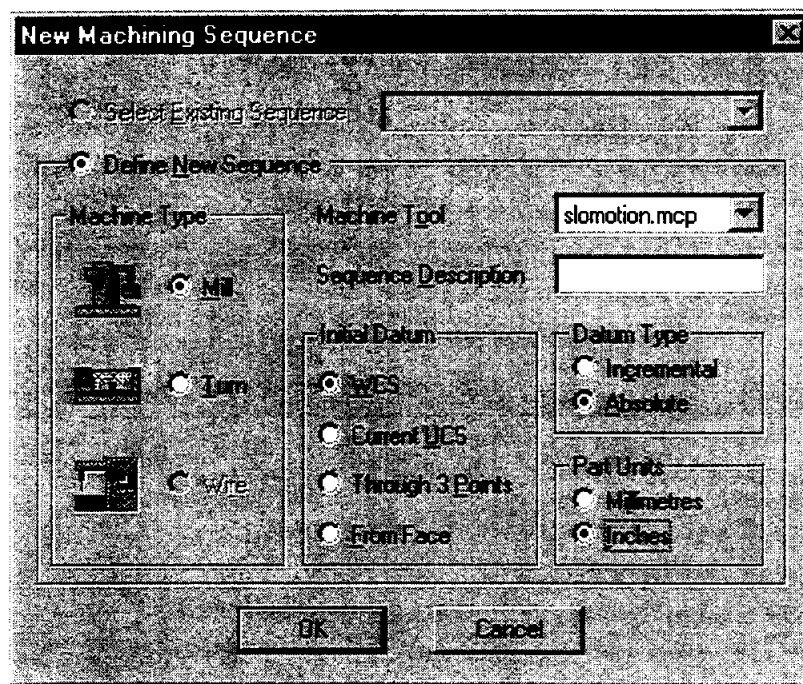 New Machining Sequence
Select Existing Sequence
Define New Sequence
Machine Type
Machine Tool
slomotion.mcp
Sequence Description
Mill
Turn
Wire
Initial Datum
WCS
Current UCS
Through 3 Points
From Face
Datum Type
Incremental
Absolute
Part Units
Millimetres
Inches
OK
Cancel